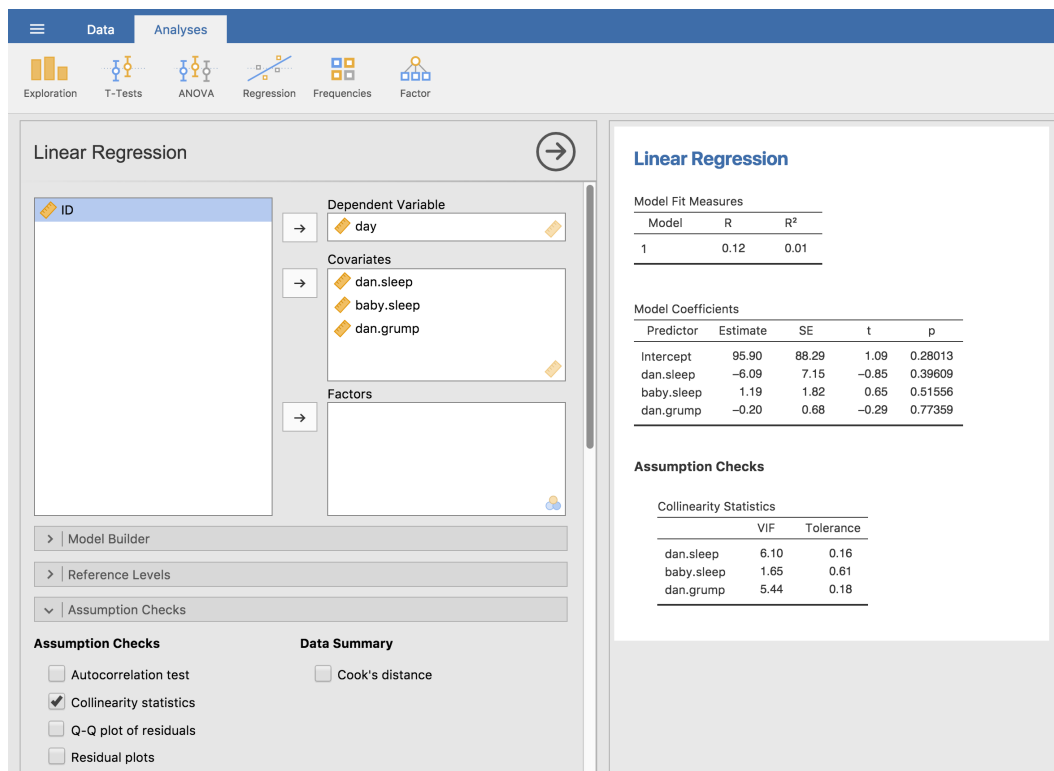 Data Analyses
Exploration T-Tests ANOVA Regression Frequencies Factor
Linear Regression
ID
Dependent Variable
day
Covariates
dan.sleep
baby.sleep
dan.grump
Factors
Model Builder
Reference Levels
Assumption Checks
Assumption Checks Data Summary
Autocorrelation test Cook's distance
Collinearity statistics
Q-Q plot of residuals
Residual plots
Linear Regression
Model Fit Measures
Model R R²
1 0.12 0.01
Model Coefficients
Predictor Estimate SE t p
Intercept 95.90 88.29 1.09 0.28013
dan.sleep −6.09 7.15 −0.85 0.39609
baby.sleep 1.19 1.82 0.65 0.51556
dan.grump −0.20 0.68 −0.29 0.77359
Assumption Checks
Collinearity Statistics
VIF Tolerance
dan.sleep 6.10 0.16
baby.sleep 1.65 0.61
dan.grump 5.44 0.18